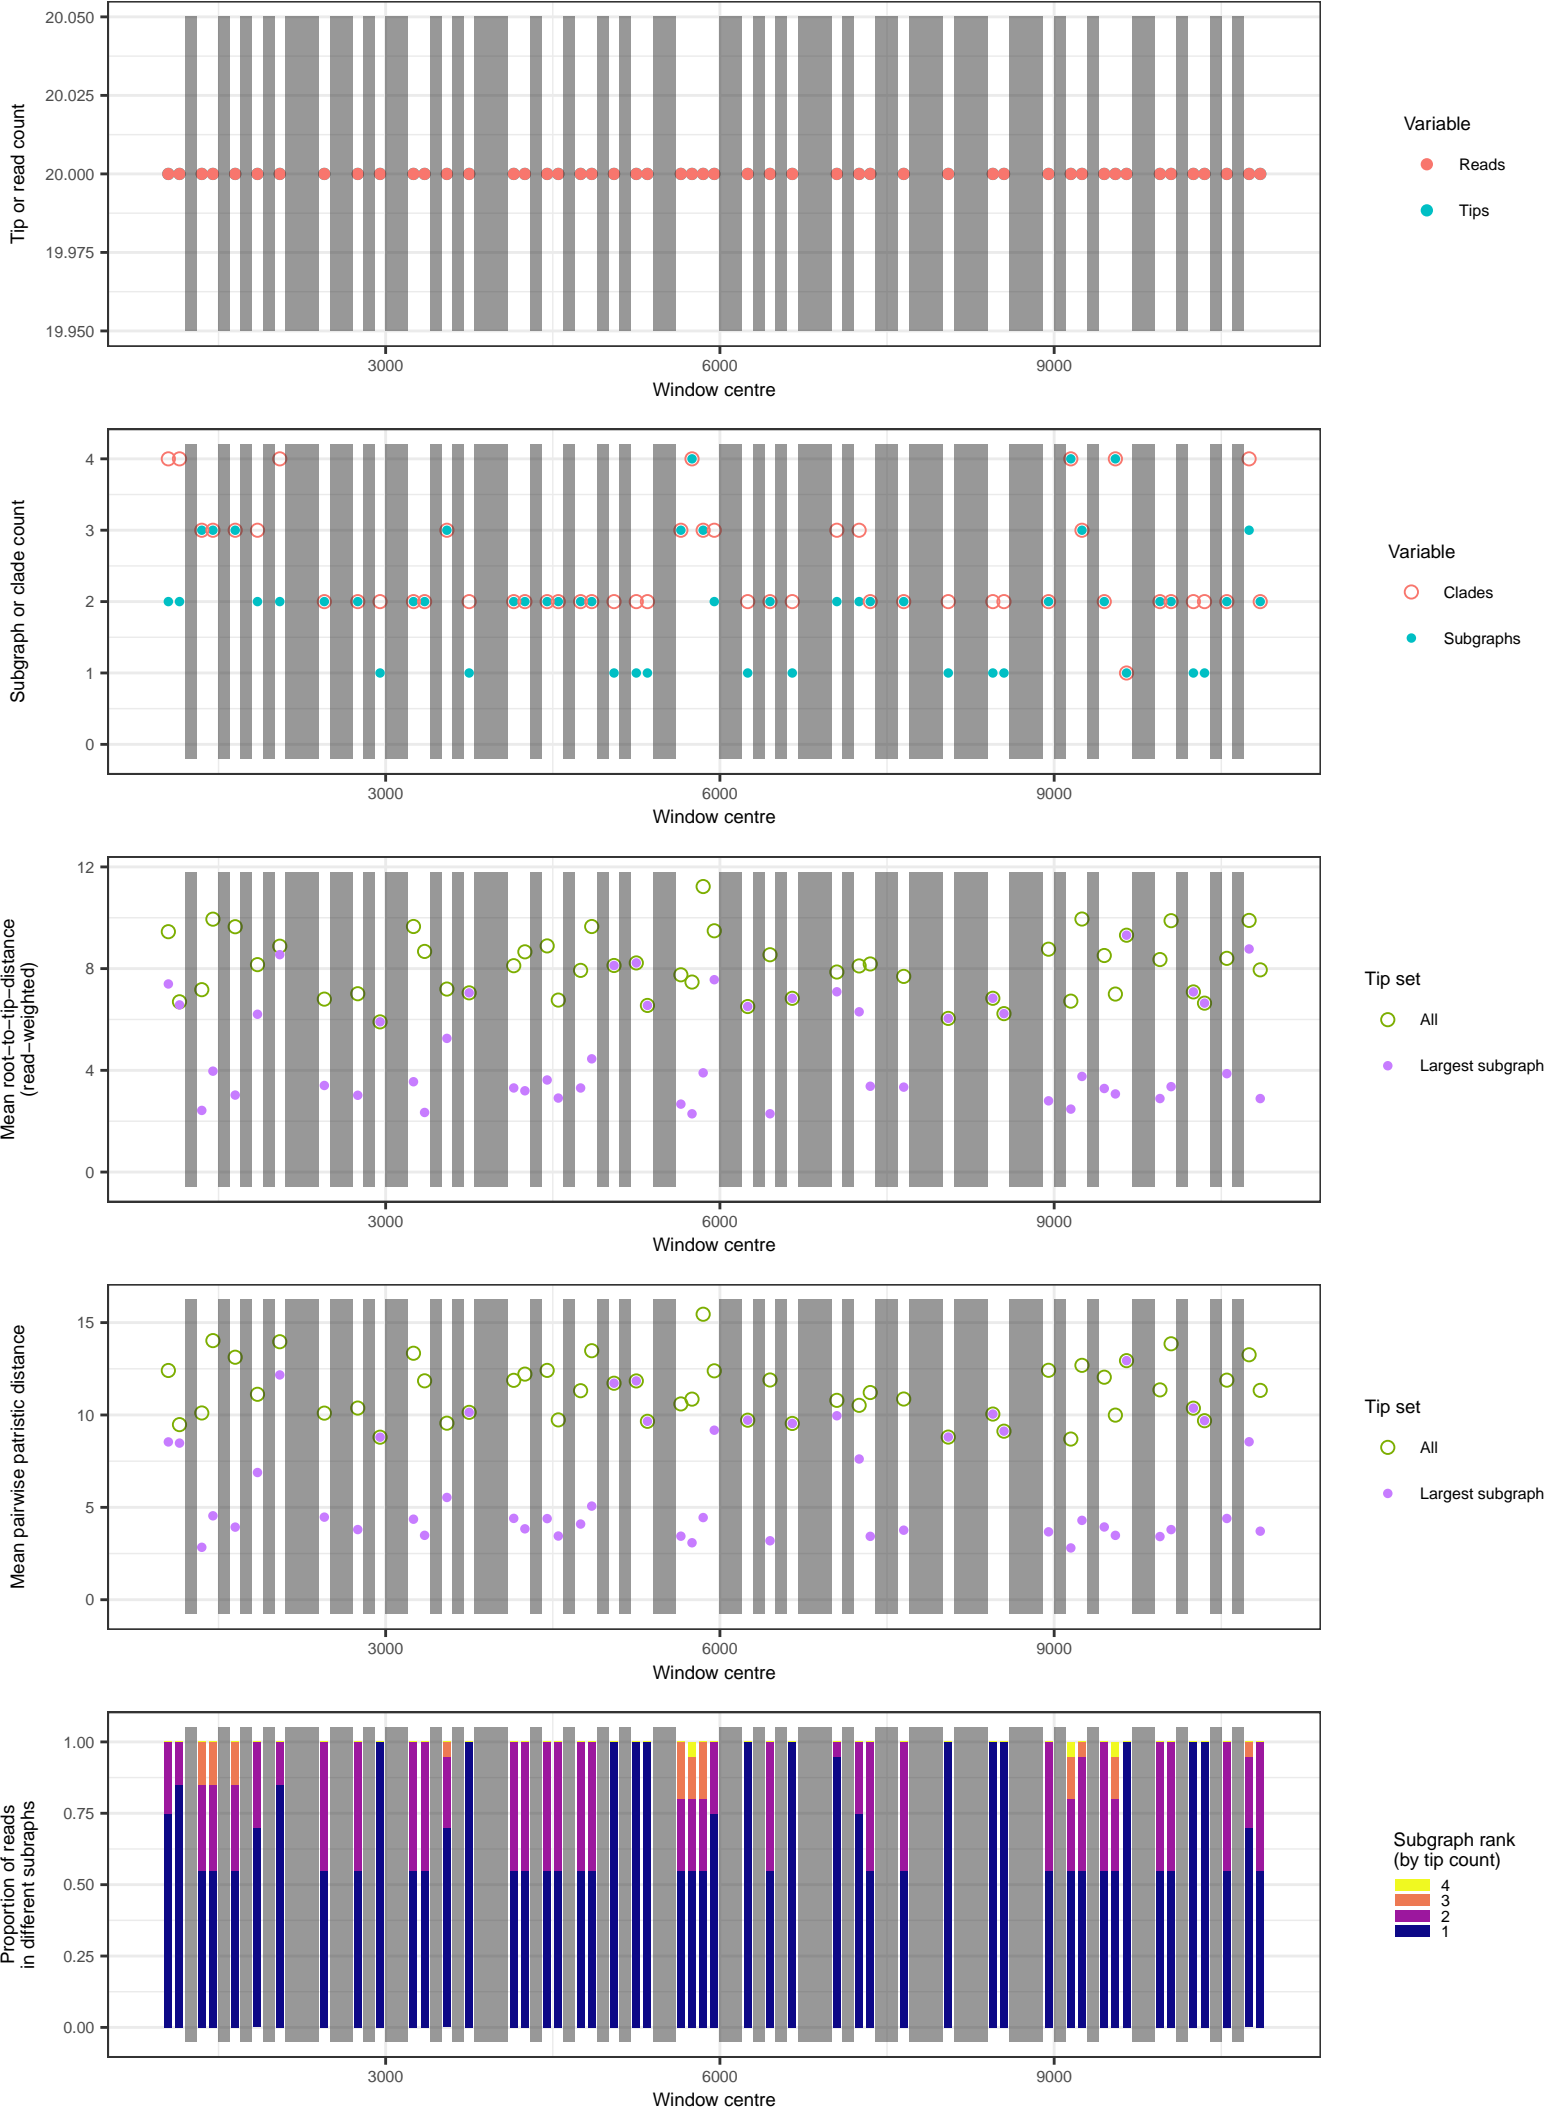 20.050
20.025
20.000
19.975
19.950
Tip or read count
3000
6000
9000
Window centre
Variable
Reads
Tips
4
3
2
1
0
Subgraph or clade count
3000
6000
9000
Window centre
Variable
Clades
Subgraphs
12
8
4
0
Mean root−to−tip−distance
(read−weighted)
3000
6000
9000
Window centre
Tip set
All
Largest subgraph
15
10
5
0
Mean pairwise patristic distance
3000
6000
9000
Window centre
Tip set
All
Largest subgraph
1.00
0.75
0.50
0.25
0.00
Proportion of reads
in different subraphs
3000
6000
9000
Window centre
Subgraph rank
(by tip count)
4
3
2
1